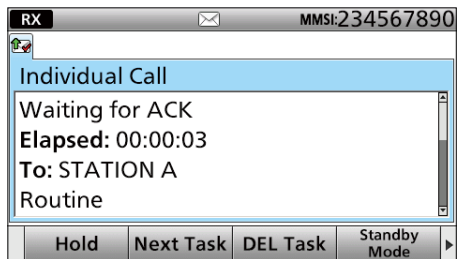 RX MMSI:234567890
Individual Call
Waiting for ACK
Elapsed: 00:00:03
To: STATION A
Routine
Hold Next Task DEL Task Standby Mode